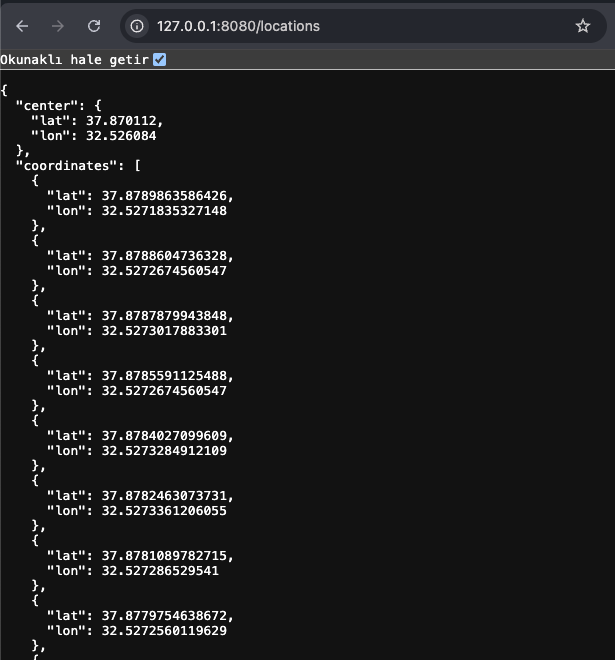 127.0.0.1:8080/locations
Okunaklı hale getir
{
  "center": {
    "lat": 37.870112,
    "lon": 32.526084
  },
  "coordinates": [
    {
      "lat": 37.8789863586426,
      "lon": 32.5271835327148
    },
    {
      "lat": 37.8788604736328,
      "lon": 32.5272674560547
    },
    {
      "lat": 37.8787879943848,
      "lon": 32.5273017883301
    },
    {
      "lat": 37.8785591125488,
      "lon": 32.5272674560547
    },
    {
      "lat": 37.8784027099609,
      "lon": 32.5273284912109
    },
    {
      "lat": 37.8782463073731,
      "lon": 32.5273361206055
    },
    {
      "lat": 37.8781089782715,
      "lon": 32.527286529541
    },
    {
      "lat": 37.8779754638672,
      "lon": 32.5272560119629
    },
    {